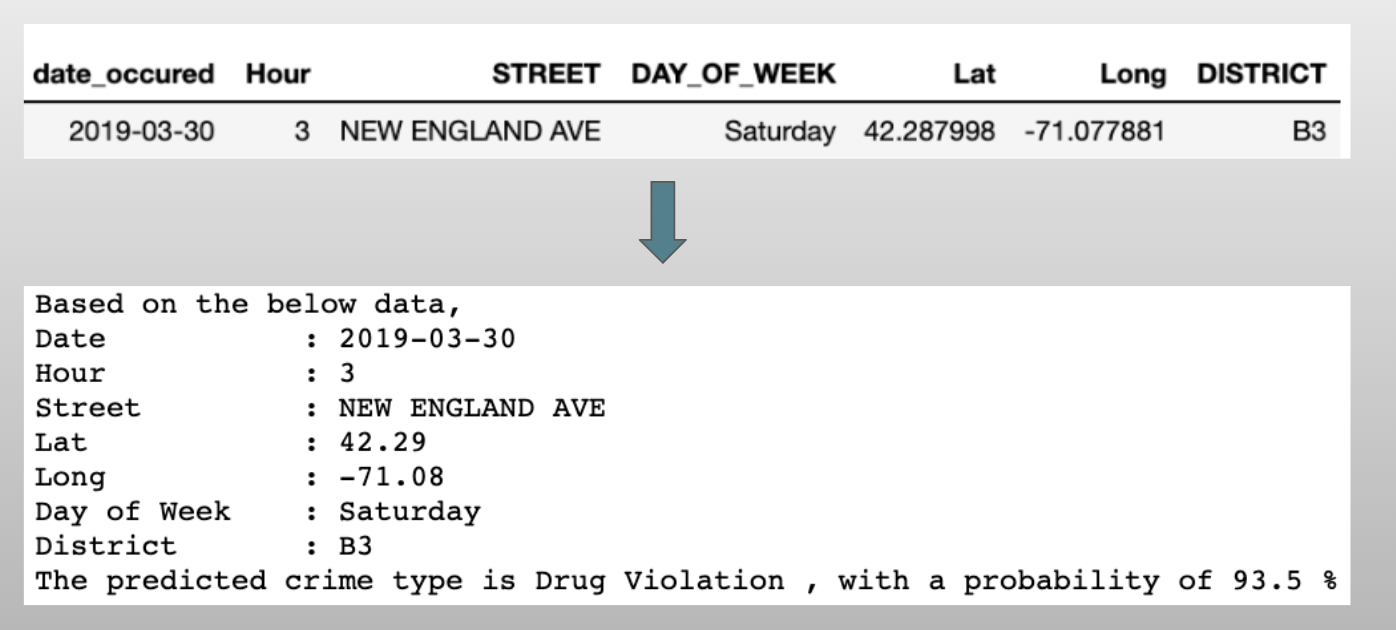 date_occured Hour STREET DAY_OF_WEEK Lat Long DISTRICT
2019-03-30 3 NEW ENGLAND AVE Saturday 42.287998 -71.077881 B3
Based on the below data,
Date : 2019-03-30
Hour : 3
Street : NEW ENGLAND AVE
Lat : 42.29
Long : -71.08
Day of Week : Saturday
District : B3
The predicted crime type is Drug Violation , with a probability of 93.5 %